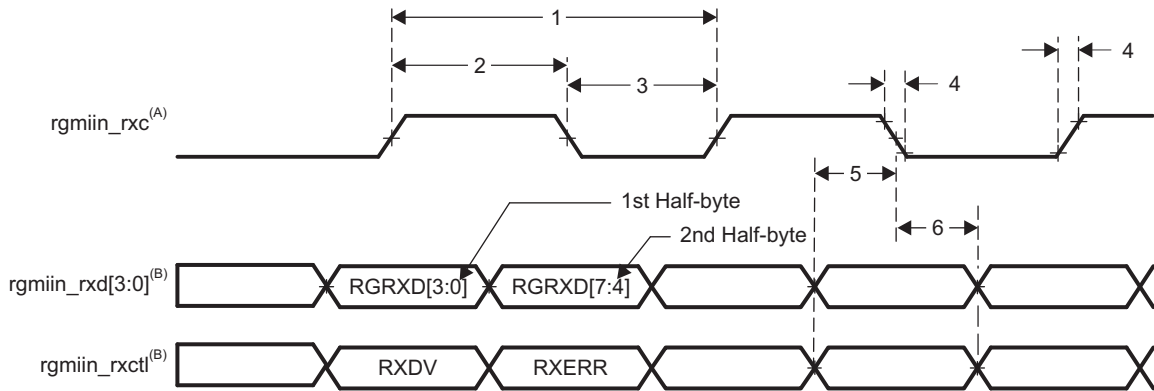 1
2
3
4
4
rgmiin_rxc(A)
5
1st Half-byte
2nd Half-byte
6
rgmiin_rxd[3:0](B)
RGRXD[3:0]
RGRXD[7:4]
rgmiin_rxctl(B)
RXDV
RXERR